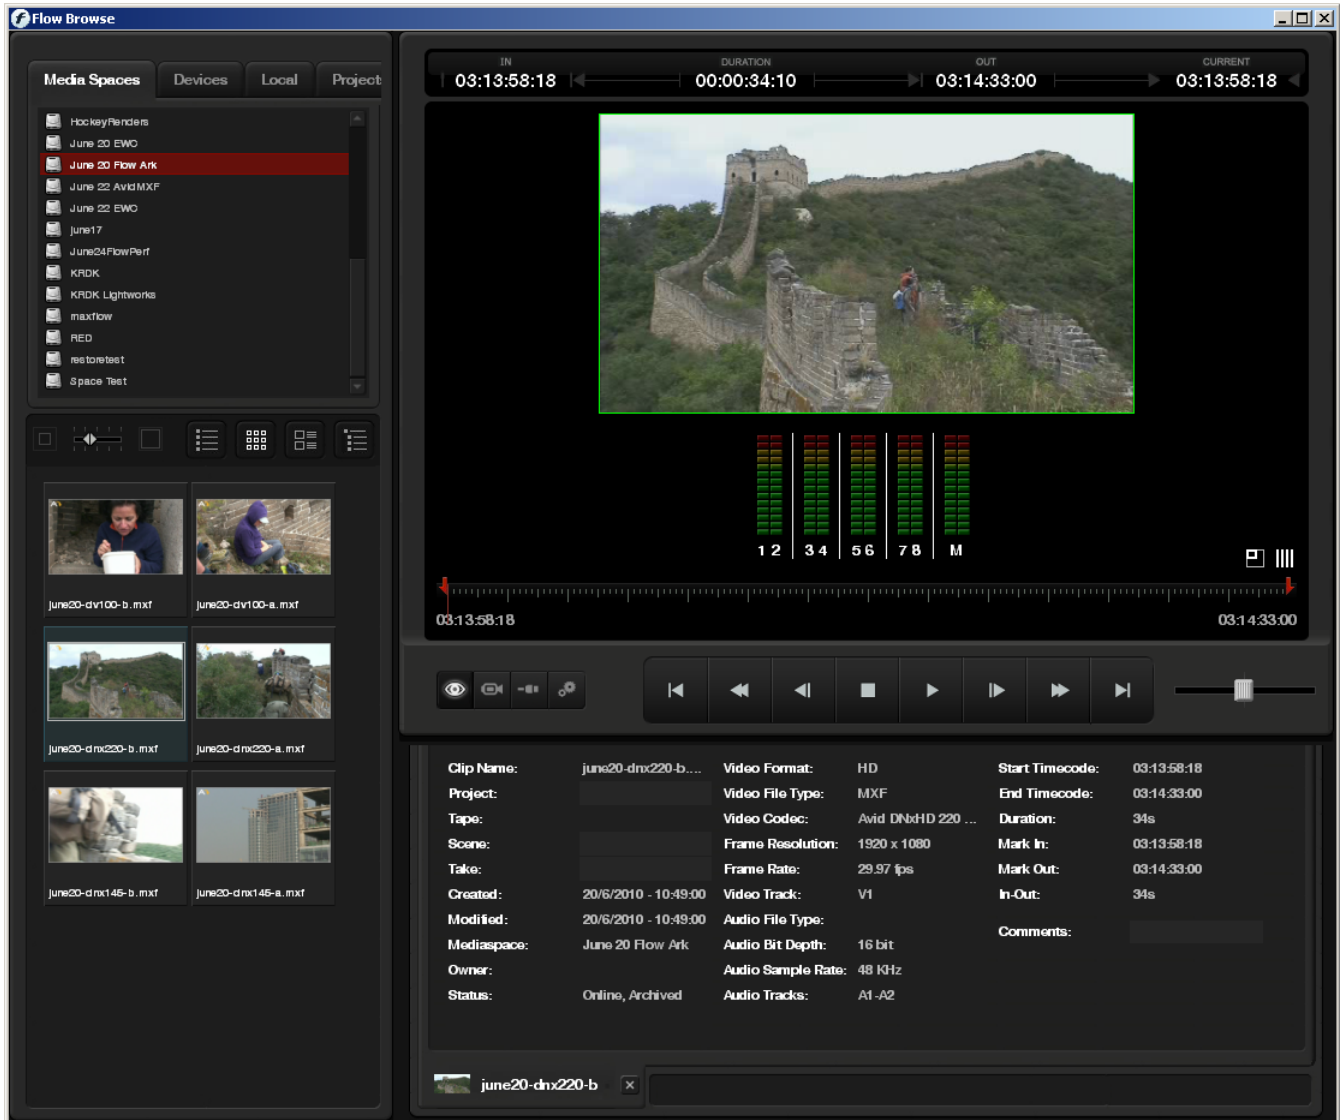 Flow Browse
Media Spaces Devices Local Project
HockeyRenders
June 20 EWC
June 20 Flow Ark
June 22 AvidMXF
June 22 EWC
june17
June24FlowPerf
KRDK
KRDK Lightworks
maxflow
RED
restoretest
Space Test
june20-dv100-b.mxf june20-dv100-a.mxf
june20-dnx220-b.mxf june20-dnx220-a.mxf
june20-dnx145-b.mxf june20-dnx145-a.mxf
IN DURATION OUT CURRENT
03:13:58:18 00:00:34:10 03:14:33:00 03:13:58:18
1 2 3 4 5 6 7 8 M
03:13:58:18 03:14:33:00
Clip Name: june20-dnx220-b.... Video Format: HD Start Timecode: 03:13:58:18
Project: Video File Type: MXF End Timecode: 03:14:33:00
Tape: Video Codec: Avid DNxHD 220 ... Duration: 34s
Scene: Frame Resolution: 1920 x 1080 Mark In: 03:13:58:18
Take: Frame Rate: 29.97 fps Mark Out: 03:14:33:00
Created: 20/6/2010 - 10:49:00 Video Track: V1 In-Out: 34s
Modified: 20/6/2010 - 10:49:00 Audio File Type:
Comments:
Mediaspace: June 20 Flow Ark Audio Bit Depth: 16 bit
Owner: Audio Sample Rate: 48 KHz
Status: Online, Archived Audio Tracks: A1-A2
june20-dnx220-b